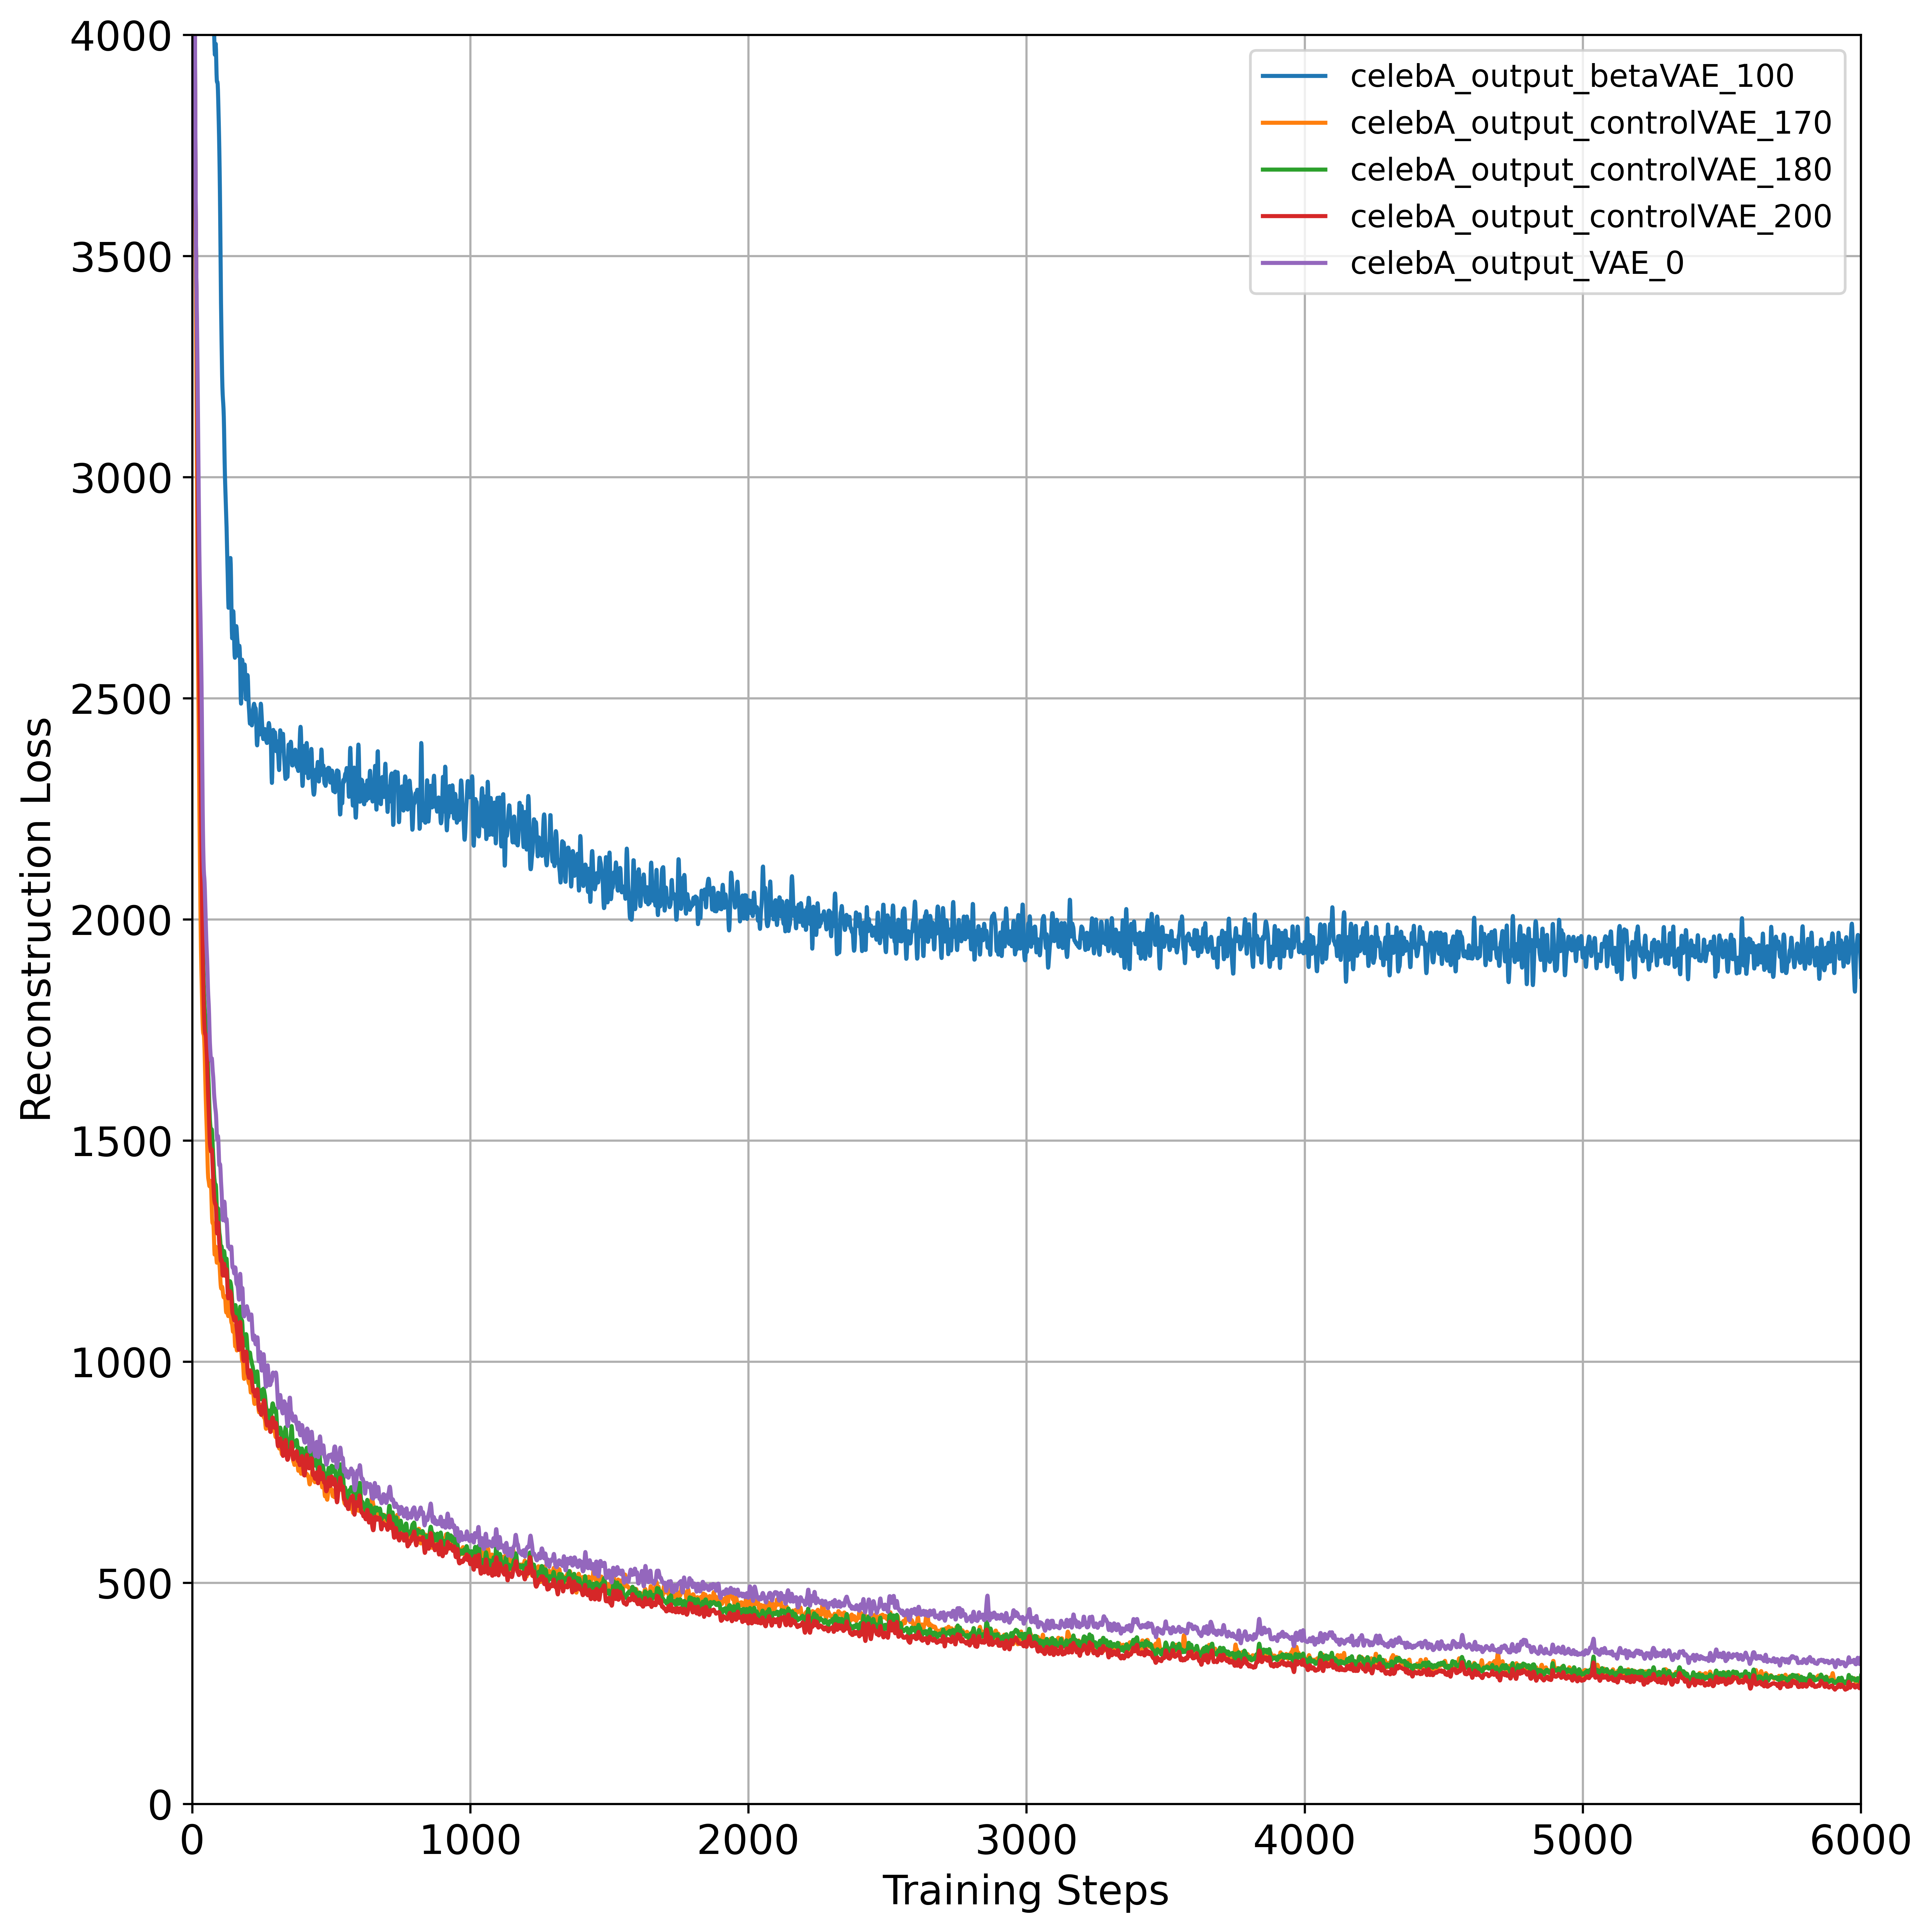 4000
3500
3000
2500
2000
1500
1000
500
0
Reconstruction Loss
celebA_output_betaVAE_100
celebA_output_controlVAE_170
celebA_output_controlVAE_180
celebA_output_controlVAE_200
celebA_output_VAE_0
0 1000 2000 3000 4000 5000 6000
Training Steps